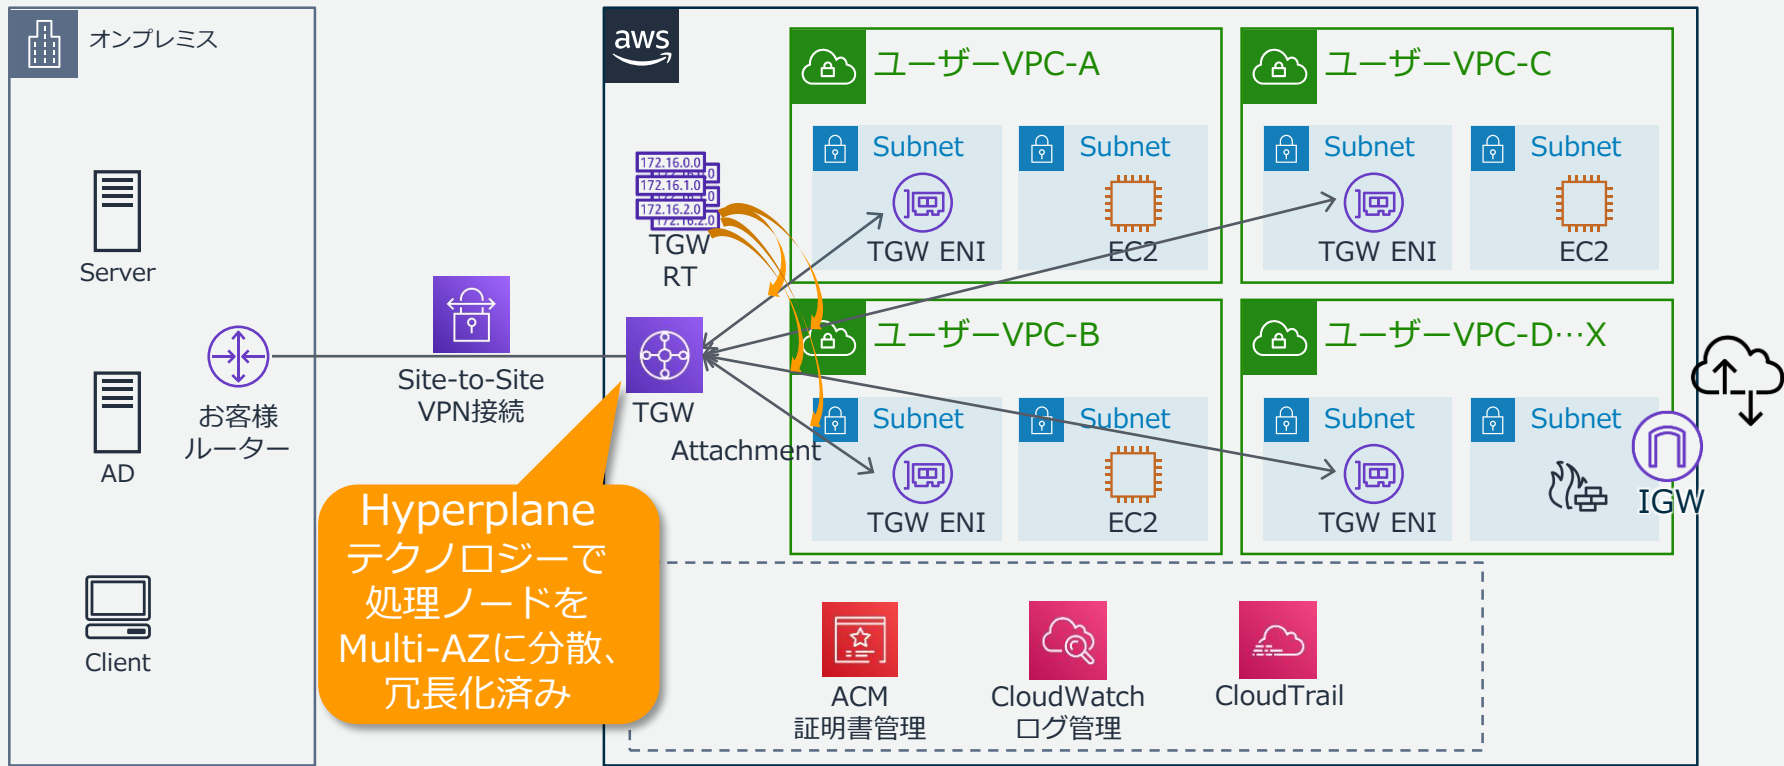 オンプレミス
Server
AD
Client
お客様
ルーター
Site-to-Site
VPN接続
Hyperplane
テクノロジーで
処理ノードを
Multi-AZに分散、
冗長化済み
aws
172.16.0.0
172.16.1.0
172.16.2.0
172.16.2.0
TGW
RT
TGW
Attachment
ユーザーVPC-A
Subnet
TGW ENI
Subnet
EC2
ユーザーVPC-C
Subnet
TGW ENI
Subnet
EC2
ユーザーVPC-B
Subnet
TGW ENI
Subnet
EC2
ユーザーVPC-D…X
Subnet
TGW ENI
Subnet
IGW
ACM
証明書管理
CloudWatch
ログ管理
CloudTrail